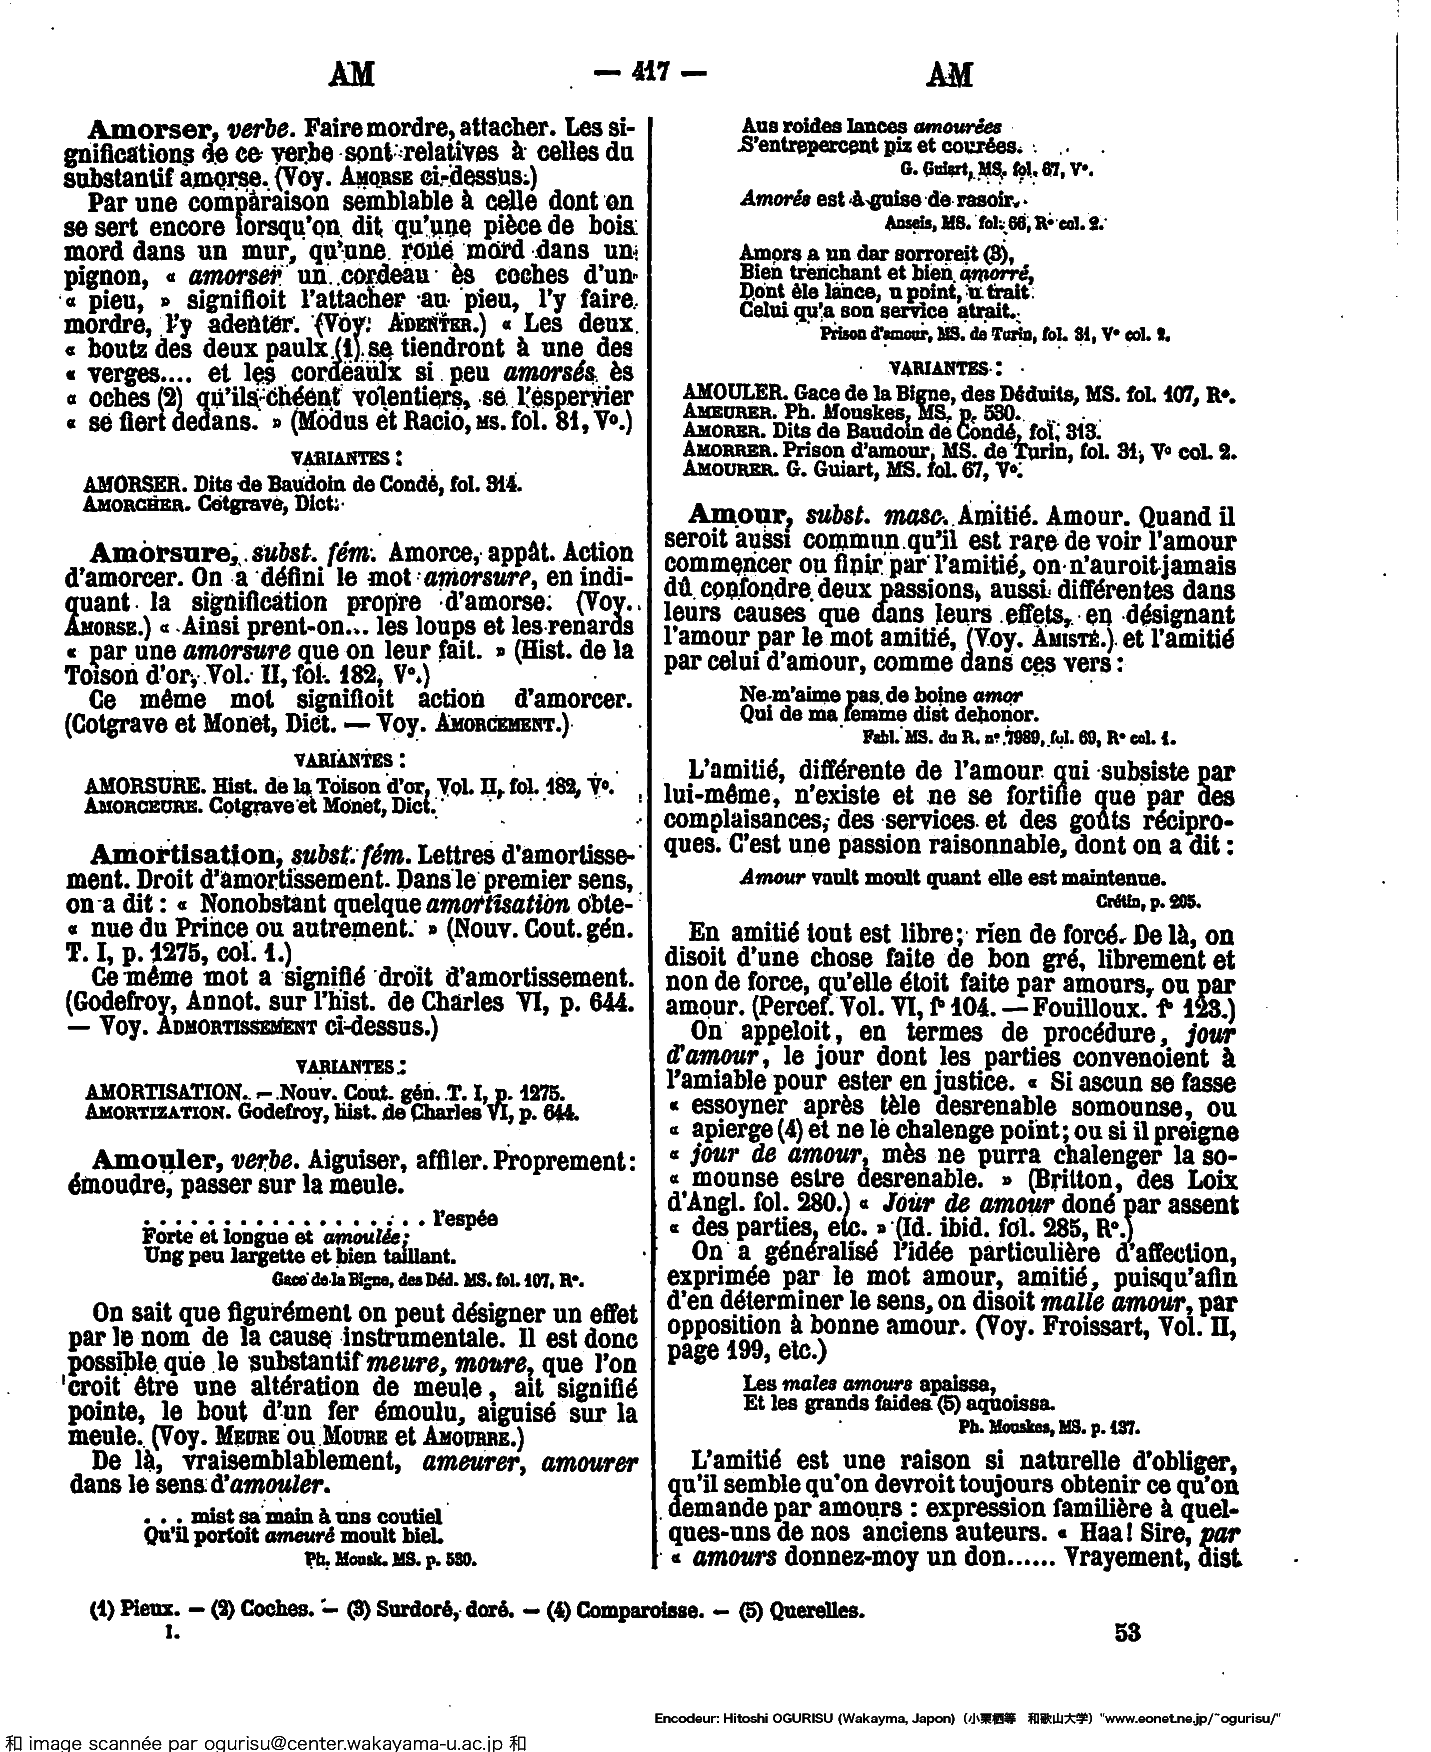 AM
— 417 —
AM
Amorser, verbe. Faire mordre, attacher. Les si-
gnifications de ce verbe sont relatives à celles du
substantif amorse. (Voy. AMORSE ci-dessus.)
Par une comparaison semblable à celle dont on
se sert encore lorsqu'on dit qu'une pièce de bois
mord dans un mur, qu'une roue mord dans un
pignon, « amorser un cordeau ès coches d'un
« pieu, » signifioit l'attacher au pieu, l'y faire
mordre, l'y adenter. (Voy. ADENTER.) « Les deux
« boutz des deux paulx (1) se tiendront à une des
« verges.... et les cordeaulx si peu amorsés ès
« oches (2) qu'ils chéent volentiers, se l'espervier
« se fiert dedans. » (Modus et Racio, MS. fol. 81, Vo.)
VARIANTES :
AMORSER. Dits de Baudoin de Condé, fol. 314.
AMORCHER. Cotgrave, Dict.
Amorsure, subst. fém. Amorce, appât. Action
d'amorcer. On a défini le mot amorsure, en indi-
quant la signification propre d'amorse. (Voy.
AMORSE.) « Ainsi prent-on... les loups et les renards
« par une amorsure que on leur fait. » (Hist. de la
Toison d'or, Vol. II, fol. 182, Vo.)
Ce même mot signifioit action d'amorcer.
(Cotgrave et Monet, Dict. — Voy. AMORCEMENT.)
VARIANTES :
AMORSURE. Hist. de la Toison d'or, Vol. II, fol. 182, Vo.
AMORCEURE. Cotgrave et Monet, Dict.
Amortisation, subst. fém. Lettres d'amortisse-
ment. Droit d'amortissement. Dans le premier sens,
on a dit : « Nonobstant quelque amortisation obte-
« nue du Prince ou autrement. » (Nouv. Cout. gén.
T. I, p. 1275, col. 1.)
Ce même mot a signifié droit d'amortissement.
(Godefroy, Annot. sur l'hist. de Charles VI, p. 644.
— Voy. ADMORTISSEMENT ci-dessus.)
VARIANTES :
AMORTISATION. — Nouv. Cout. gén. T. I, p. 1275.
AMORTIZATION. Godefroy, hist. de Charles VI, p. 644.
Amouler, verbe. Aiguiser, affiler. Proprement :
émoudre, passer sur la meule.
. . . . . . . . . . . . . . . . . . l'espée
Forte et longue et amoulée;
Ung peu largette et bien taillant.
Gace de la Bigne, des Déd. MS. fol. 107, Ro.
On sait que figurément on peut désigner un effet
par le nom de la cause instrumentale. Il est donc
possible que le substantif meure, moure, que l'on
croit être une altération de meule, ait signifié
pointe, le bout d'un fer émoulu, aiguisé sur la
meule. (Voy. MEURE ou MOURE et AMOURRE.)
De là, vraisemblablement, ameurer, amourer
dans le sens d'amouler.
. . . mist sa main à uns coutiel
Qu'il portoit ameuré moult biel.
Ph. Mousk. MS. p. 530.
Aus roides lances amourées
S'entrepercent piz et courées.
G. Guiart, MS. fol. 67, Vo.
Amorés est à guise de rasoir.
Anseis, MS. fol. 66, Ro col. 2.
Amors a un dar sorroreit (3),
Bien trenchant et bien amorré,
Dont èle lance, u point, u trait
Celui qu'a son service atrait.
Prison d'amour, MS. de Turin, fol. 31, Vo col. 2.
VARIANTES :
AMOULER. Gace de la Bigne, des Déduits, MS. fol. 107, Ro.
AMEURER. Ph. Mouskes, MS. p. 530.
AMORER. Dits de Baudoin de Condé, fol. 313.
AMORRER. Prison d'amour, MS. de Turin, fol. 31, Vo col. 2.
AMOURER. G. Guiart, MS. fol. 67, Vo.
Amour, subst. masc. Amitié. Amour. Quand il
seroit aussi commun qu'il est rare de voir l'amour
commencer ou finir par l'amitié, on n'auroit jamais
dû confondre deux passions, aussi différentes dans
leurs causes que dans leurs effets, en désignant
l'amour par le mot amitié, (Voy. AMISTÉ.) et l'amitié
par celui d'amour, comme dans ces vers :
Ne m'aime pas de boine amor
Qui de ma femme dist dehonor.
Fabl. MS. du R. no 7989, fol. 69, Ro col. 1.
L'amitié, différente de l'amour qui subsiste par
lui-même, n'existe et ne se fortifie que par des
complaisances, des services et des goûts récipro-
ques. C'est une passion raisonnable, dont on a dit :
Amour vault moult quant elle est maintenue.
Crétin, p. 205.
En amitié tout est libre; rien de forcé. De là, on
disoit d'une chose faite de bon gré, librement et
non de force, qu'elle étoit faite par amours, ou par
amour. (Percef. Vol. VI, fo 104. — Fouilloux. fo 123.)
On appeloit, en termes de procédure, jour
d'amour, le jour dont les parties convenoient à
l'amiable pour ester en justice. « Si ascun se fasse
« essoyner après tèle desrenable somounse, ou
« apierge (4) et ne le chalenge point; ou si il preigne
« jour de amour, mès ne purra chalenger la so-
« mounse estre desrenable. » (Britton, des Loix
d'Angl. fol. 280.) « Jour de amour doné par assent
« des parties, etc. » (Id. ibid. fol. 285, Ro.)
On a généralisé l'idée particulière d'affection,
exprimée par le mot amour, amitié, puisqu'afin
d'en déterminer le sens, on disoit malle amour, par
opposition à bonne amour. (Voy. Froissart, Vol. II,
page 199, etc.)
Les males amours apaissa,
Et les grands faides (5) aquoissa.
Ph. Mouskes, MS. p. 137.
L'amitié est une raison si naturelle d'obliger,
qu'il semble qu'on devroit toujours obtenir ce qu'on
demande par amours : expression familière à quel-
ques-uns de nos anciens auteurs. « Haa! Sire, par
« amours donnez-moy un don...... Vrayement, dist
(1) Pieux. — (2) Coches. — (3) Surdoré, doré. — (4) Comparoisse. — (5) Querelles.
I.
53
Encodeur: Hitoshi OGURISU (Wakayma, Japon) (小栗栖等 和歌山大学) "www.eonet.ne.jp/~ogurisu/"
和 image scannée par ogurisu@center.wakayama-u.ac.jp 和